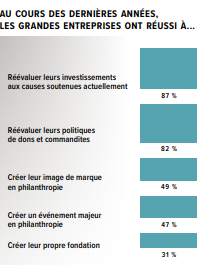 AU COURS DES DERNIÈRES ANNÉES,
LES GRANDES ENTREPRISES ONT RÉUSSI À...
Réévaluer leurs investissements
aux causes soutenues actuellement
87 %
Réévaluer leurs politiques
de dons et commandites
82 %
Créer leur image de marque
en philanthropie
49 %
Créer un événement majeur
en philanthropie
47 %
Créer leur propre fondation
31 %